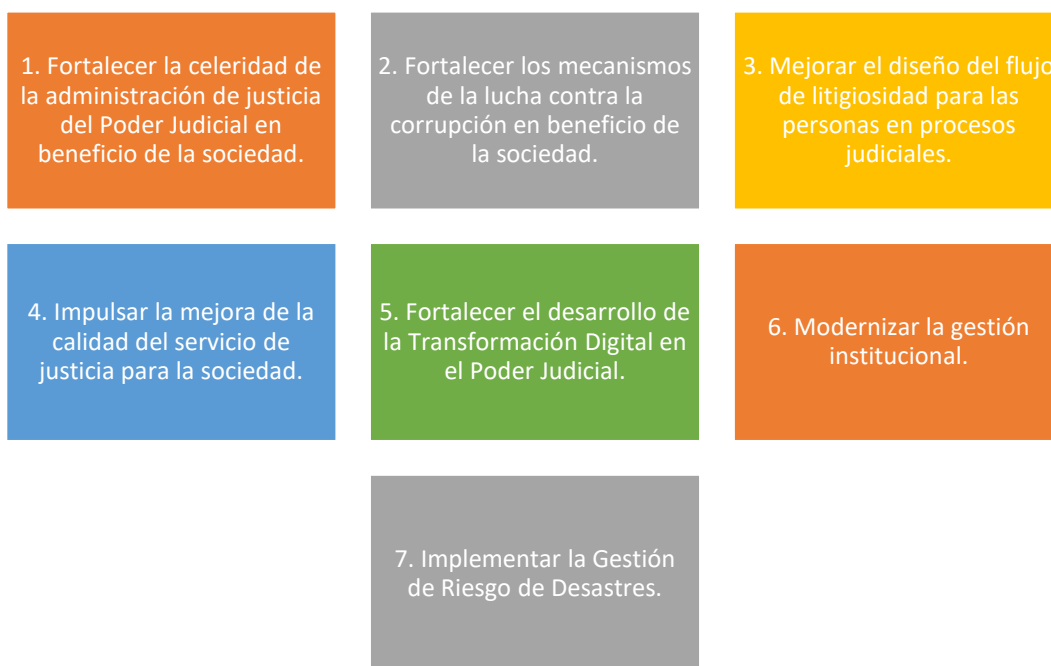 1. Fortalecer la celeridad de
la administración de justicia
del Poder Judicial en
beneficio de la sociedad.
2. Fortalecer los mecanismos
de la lucha contra la
corrupción en beneficio de
la sociedad.
3. Mejorar el diseño del flujo
de litigiosidad para las
personas en procesos
judiciales.
4. Impulsar la mejora de la
calidad del servicio de
justicia para la sociedad.
5. Fortalecer el desarrollo de
la Transformación Digital en
el Poder Judicial.
6. Modernizar la gestión
institucional.
7. Implementar la Gestión
de Riesgo de Desastres.